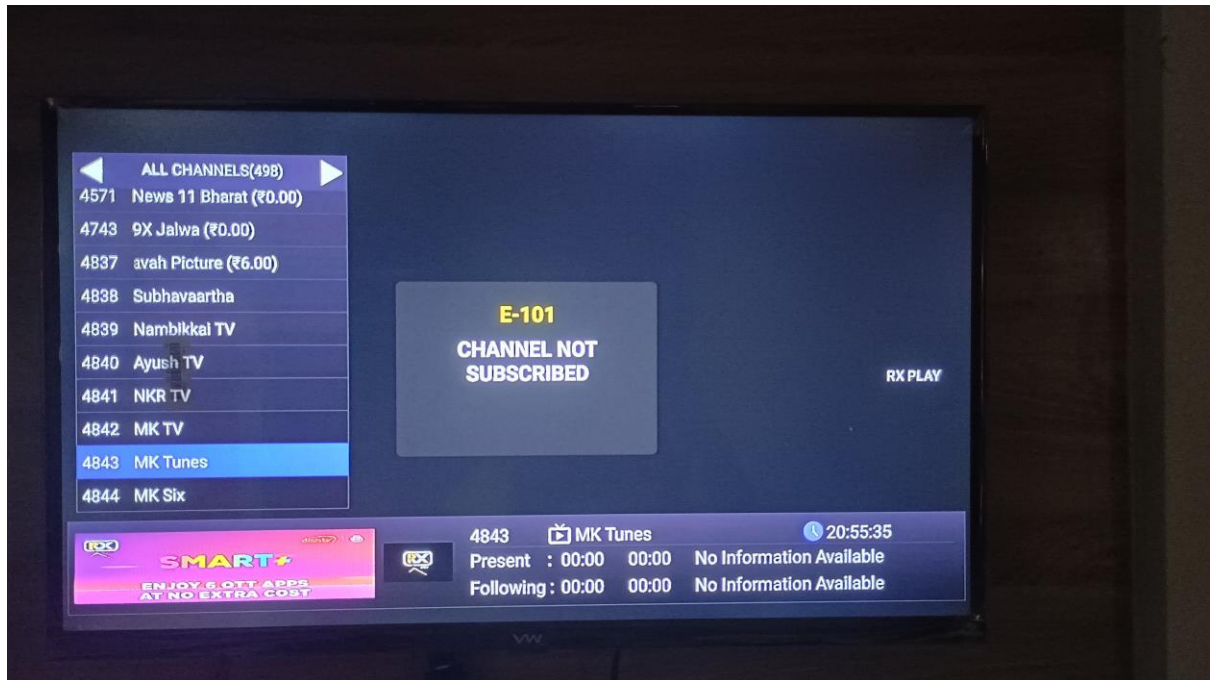 ALL CHANNELS(498)
4571 News 11 Bharat (₹0.00)
4743 9X Jalwa (₹0.00)
4837 avah Picture (₹6.00)
4838 Subhavaartha
4839 Nambikkai TV
4840 Ayush TV
4841 NKR TV
4842 MK TV
4843 MK Tunes
4844 MK Six
E-101
CHANNEL NOT
SUBSCRIBED
RX PLAY
RX
dishtv
SMART+
ENJOY 5 OTT APPS
AT NO EXTRA COST
RX
4843 MK Tunes 20:55:35
Present : 00:00 00:00 No Information Available
Following : 00:00 00:00 No Information Available
VW